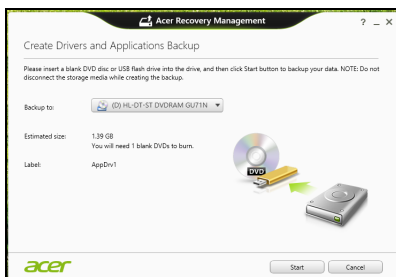 Acer Recovery Management
? _ X
Create Drivers and Applications Backup
Please insert a blank DVD disc or USB flash drive into the drive, and then click Start button to backup your data. NOTE: Do not
disconnect the storage media while creating the backup.
Backup to:
(D) HL-DT-ST DVDRAM GU71N
Estimated size:
1.39 GB
You will need 1 blank DVDs to burn.
Label:
AppDrv1
DVD
acer
Start
Cancel